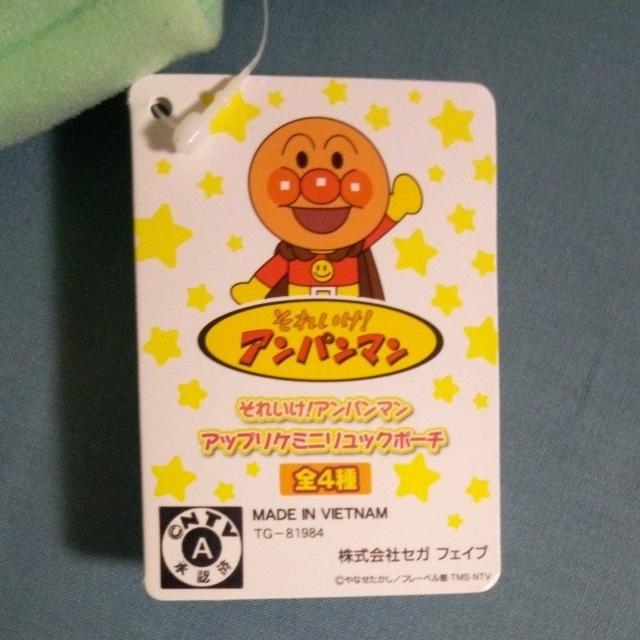 それいけ!
アンパンマン
それいけ!アンパンマン
アップリケミニリュックポーチ
全4種
©NTV
A
承認済
MADE IN VIETNAM
TG-81984
株式会社セガ フェイブ
©やなせたかし/フレーベル館・TMS・NTV